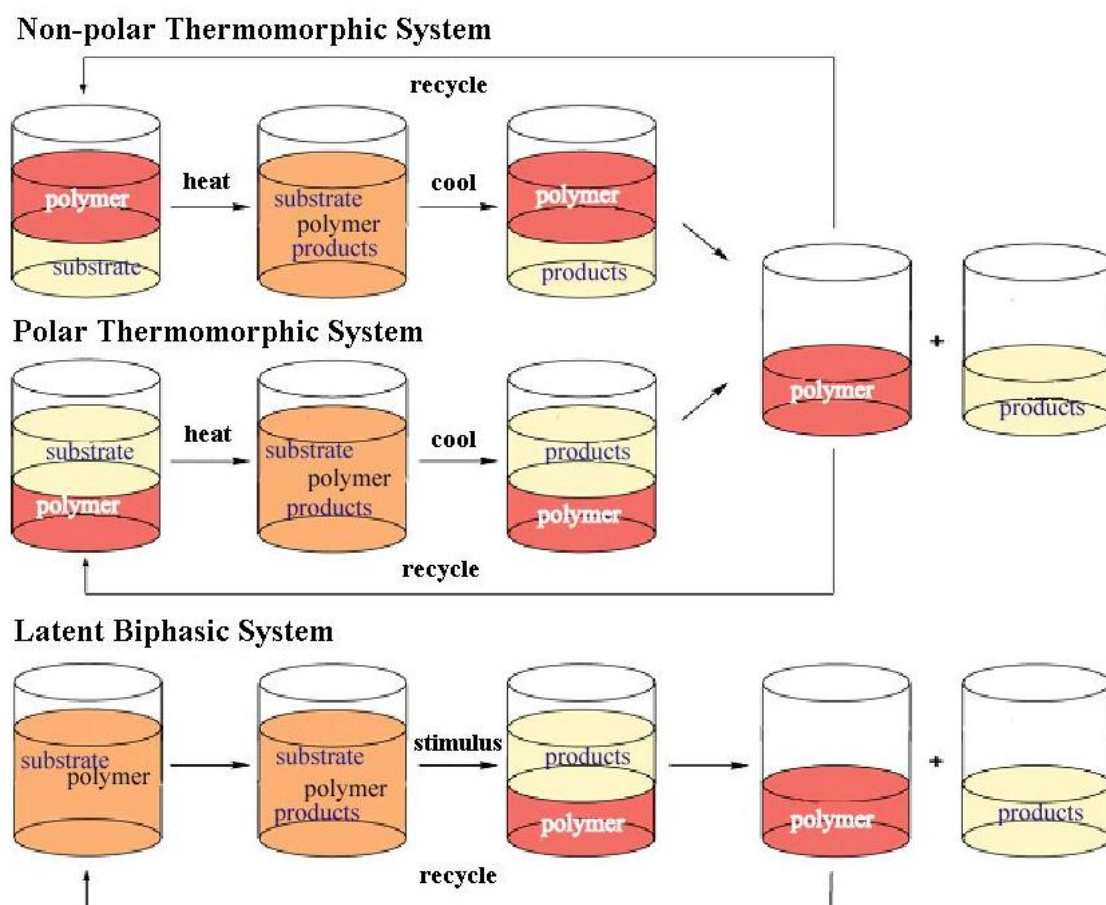 Non-polar Thermomorphic System
recycle
polymer
substrate
heat
substrate
polymer
products
cool
polymer
products
polymer
+
products
Polar Thermomorphic System
substrate
polymer
heat
substrate
polymer
products
cool
products
polymer
recycle
Latent Biphasic System
substrate
polymer
substrate
polymer
products
stimulus
products
polymer
polymer
+
products
recycle